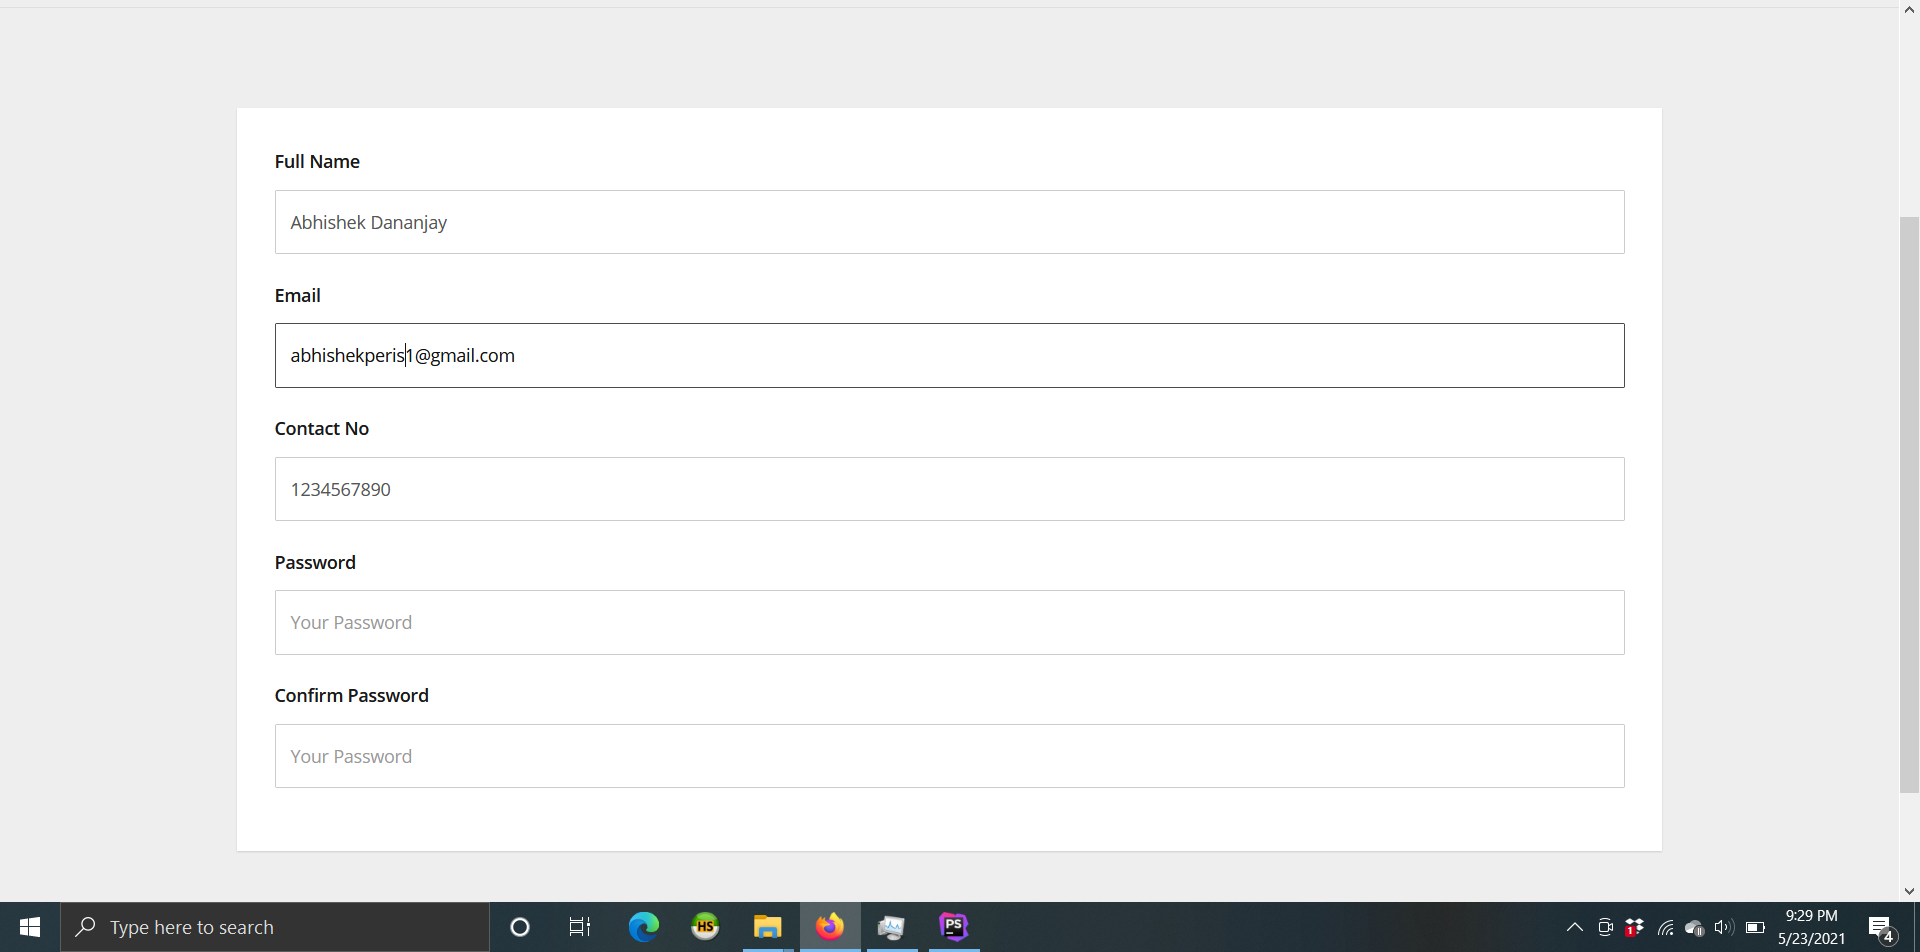 Full Name
Abhishek Dananjay
Email
abhishekperis1@gmail.com
Contact No
1234567890
Password
Your Password
Confirm Password
Your Password
Type here to search
HS
PS
1
9:29 PM
5/23/2021
4